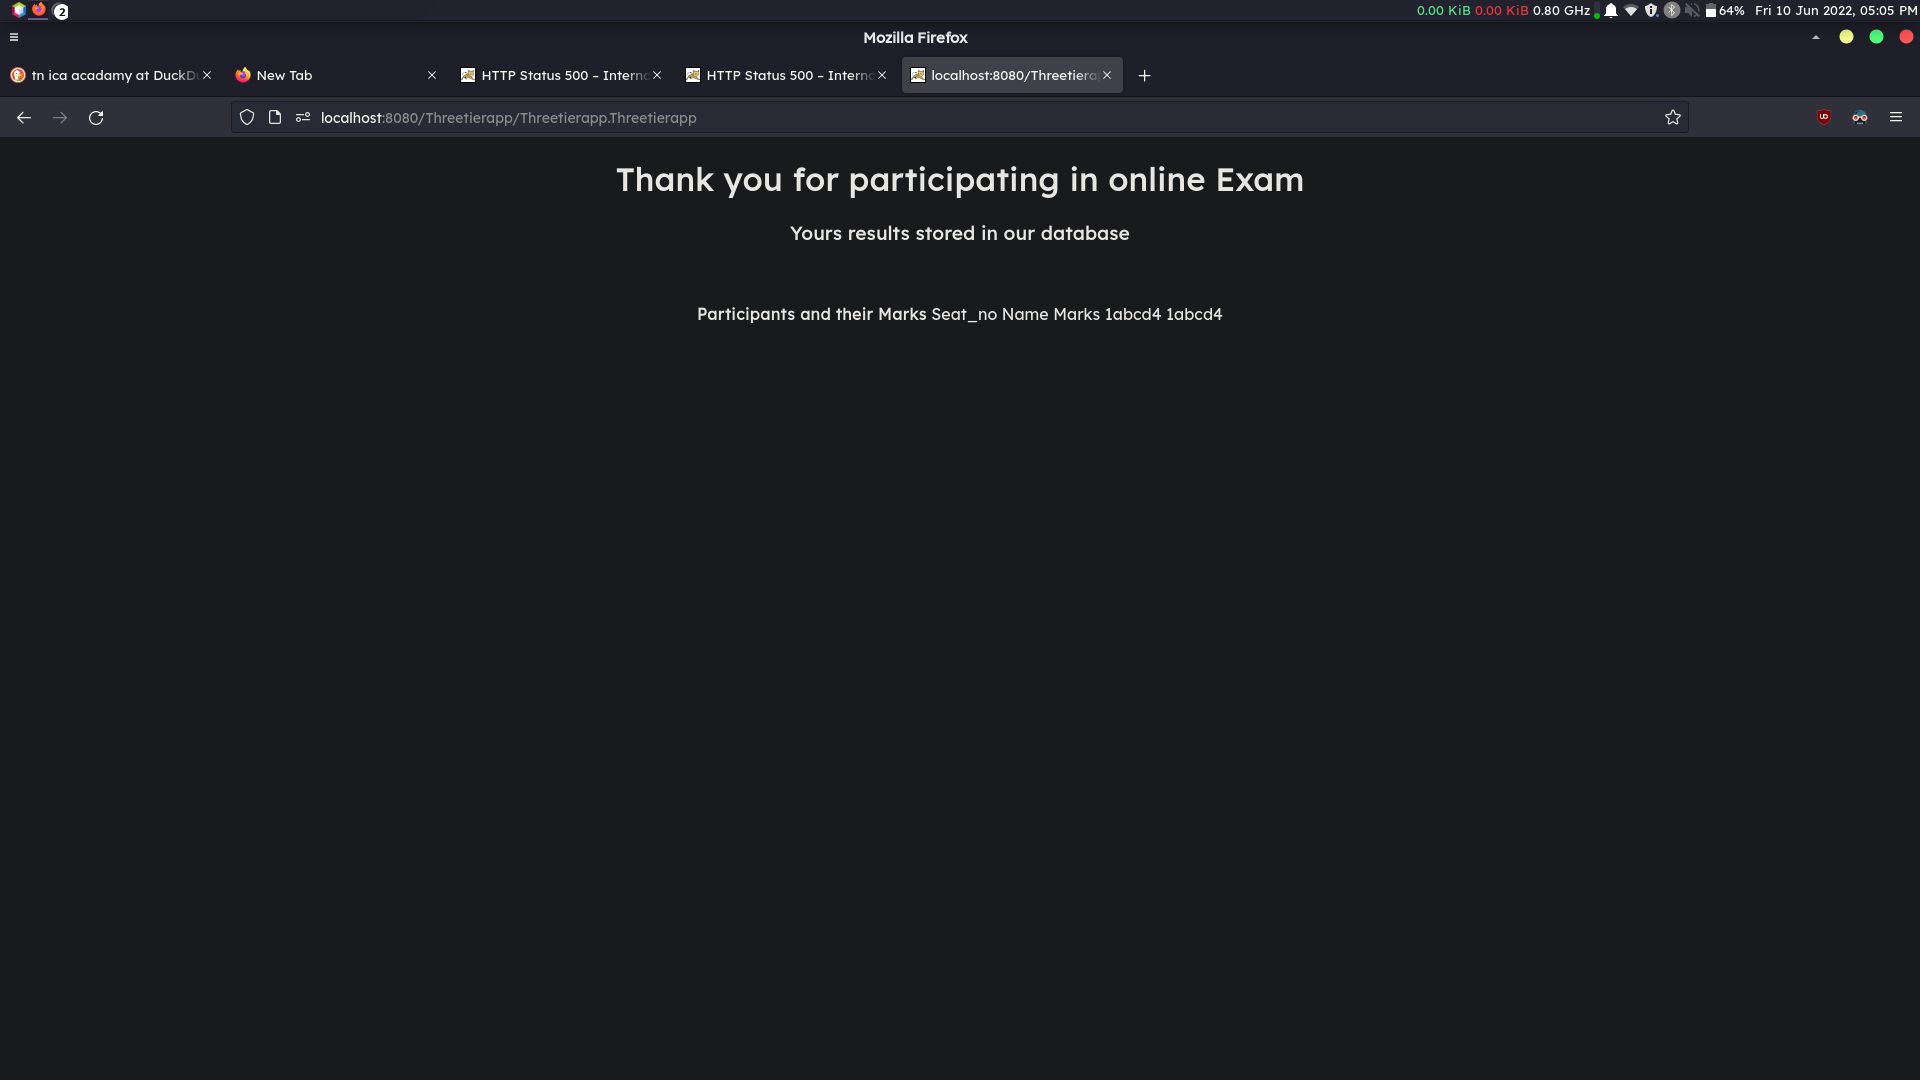 2
0.00 KiB 0.00 KiB 0.80 GHz 64% Fri 10 Jun 2022, 05:05 PM
Mozilla Firefox
tn ica acadamy at DuckD
New Tab
HTTP Status 500 – Intern
HTTP Status 500 – Intern
localhost:8080/Threetiera
localhost:8080/Threetierapp/Threetierapp.Threetierapp
Thank you for participating in online Exam
Yours results stored in our database
Participants and their Marks Seat_no Name Marks 1abcd4 1abcd4